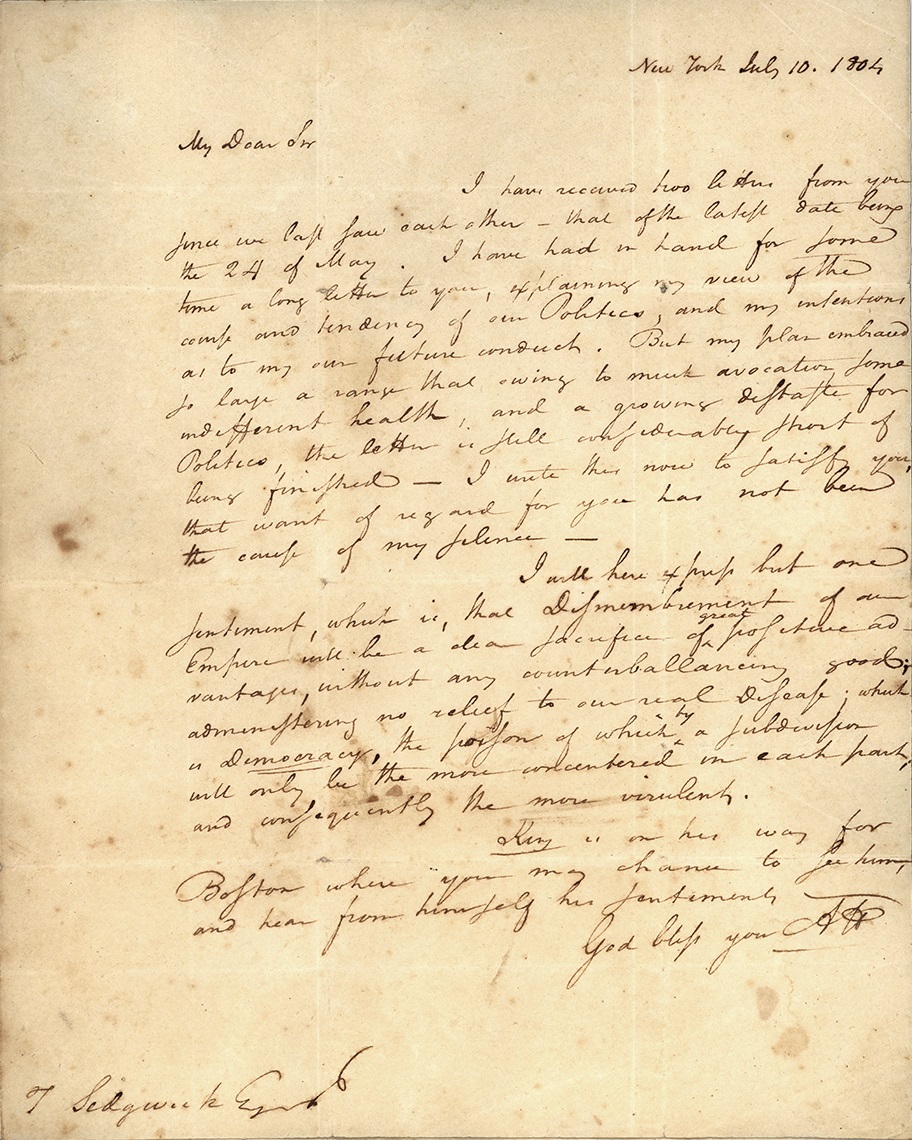 New York July 10. 1804
My Dear Sir
I have received two letters from you
since we last saw each other – that of the latest date being
the 24 of May. I have had in hand for some
time a long letter to you, explaining my view of the
course and tendency of our Politics, and my intentions
as to my own future conduct. But my plan embraced
so large a range that owing to much avocation, some
indifferent health, and a growing distaste for
Politics, the letter is still considerably short of
being finished — I write this now to satisfy you,
that want of regard for you has not been
the cause of my silence —
I will here express but one
sentiment, which is, that Dismembrement of our
Empire will be a clear sacrifice of great positive ad-
vantages, without any counterballancing good;
administering no relief to our real Disease; which
is Democracy, the poison of which by a subdivision
will only be the more concentered in each part,
and consequently the more virulent.
King is on his way for
Boston where you may chance to see him,
and hear from himself his sentiments
God bless you AH
T Sedgwick Esqr